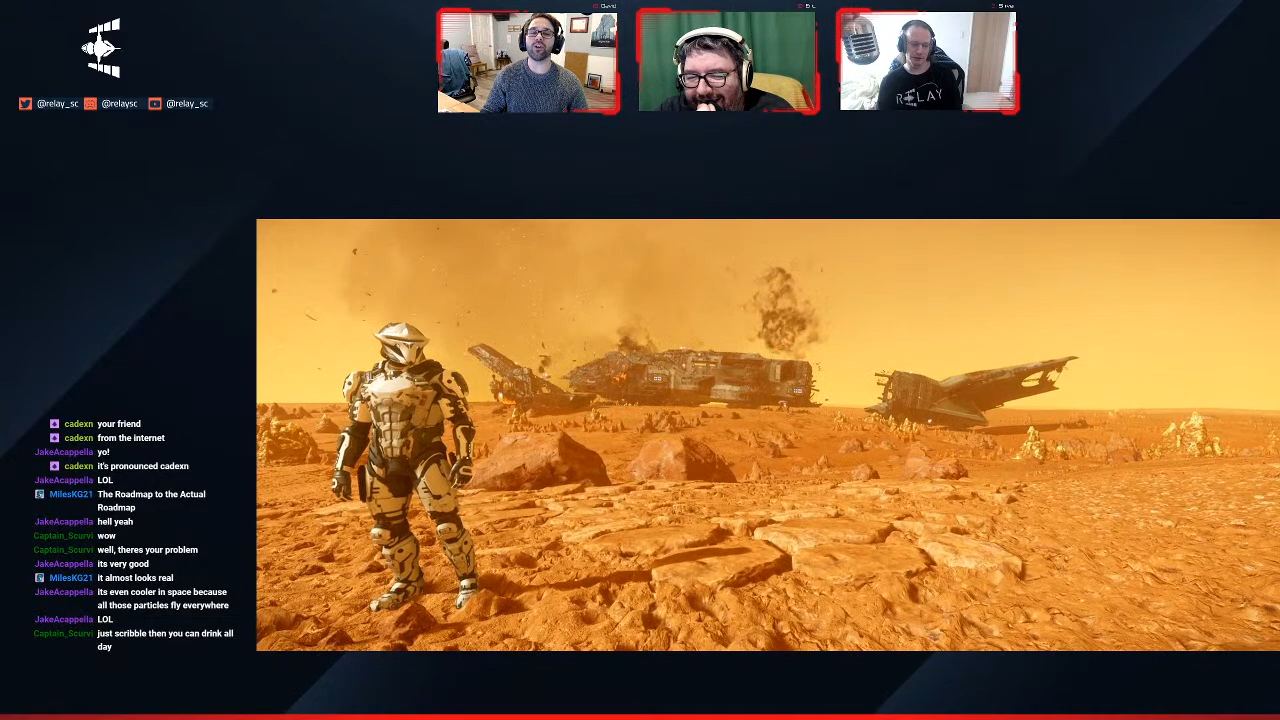 David
@relay_sc @relaysc @relay_sc
RELAY
cadexn your friend
cadexn from the internet
JakeAcappella yo!
cadexn it's pronounced cadexn
JakeAcappella LOL
MilesKG21 The Roadmap to the Actual
Roadmap
JakeAcappella hell yeah
Captain_Scurvi wow
Captain_Scurvi well, theres your problem
JakeAcappella its very good
MilesKG21 it almost looks real
JakeAcappella its even cooler in space because
all those particles fly everywhere
JakeAcappella LOL
Captain_Scurvi just scribble then you can drink all
day